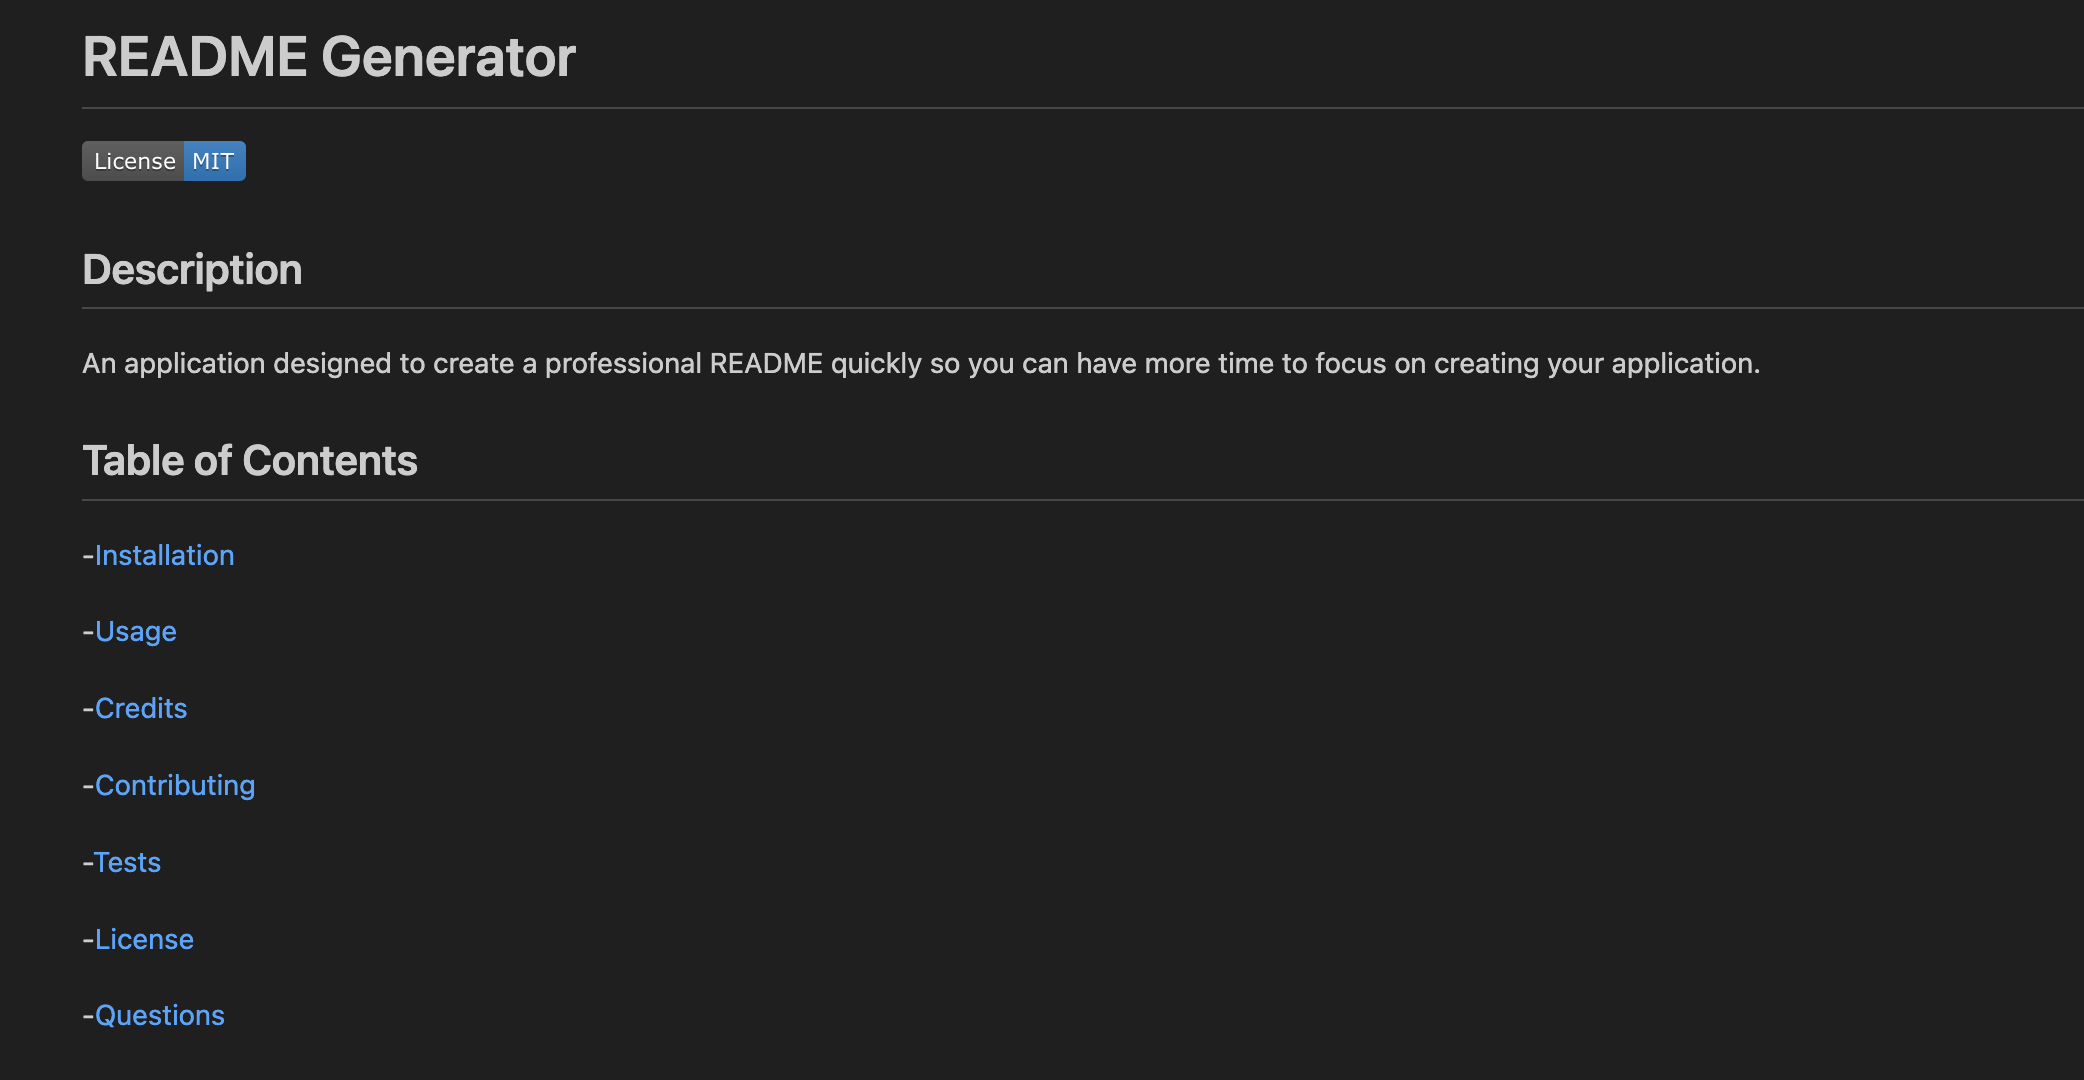 README Generator
License MIT
Description
An application designed to create a professional README quickly so you can have more time to focus on creating your application.
Table of Contents
-Installation
-Usage
-Credits
-Contributing
-Tests
-License
-Questions